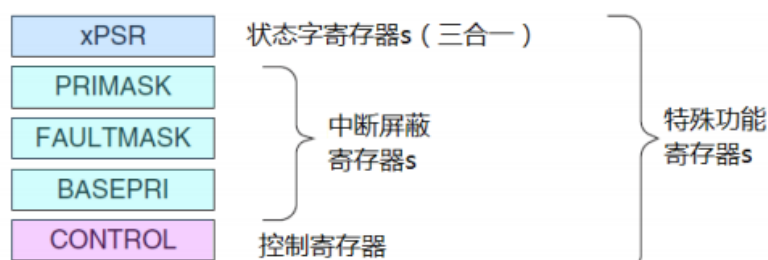 xPSR 状态字寄存器s（三合一）
PRIMASK
FAULTMASK
中断屏蔽
寄存器s
BASEPRI
CONTROL 控制寄存器
特殊功能
寄存器s